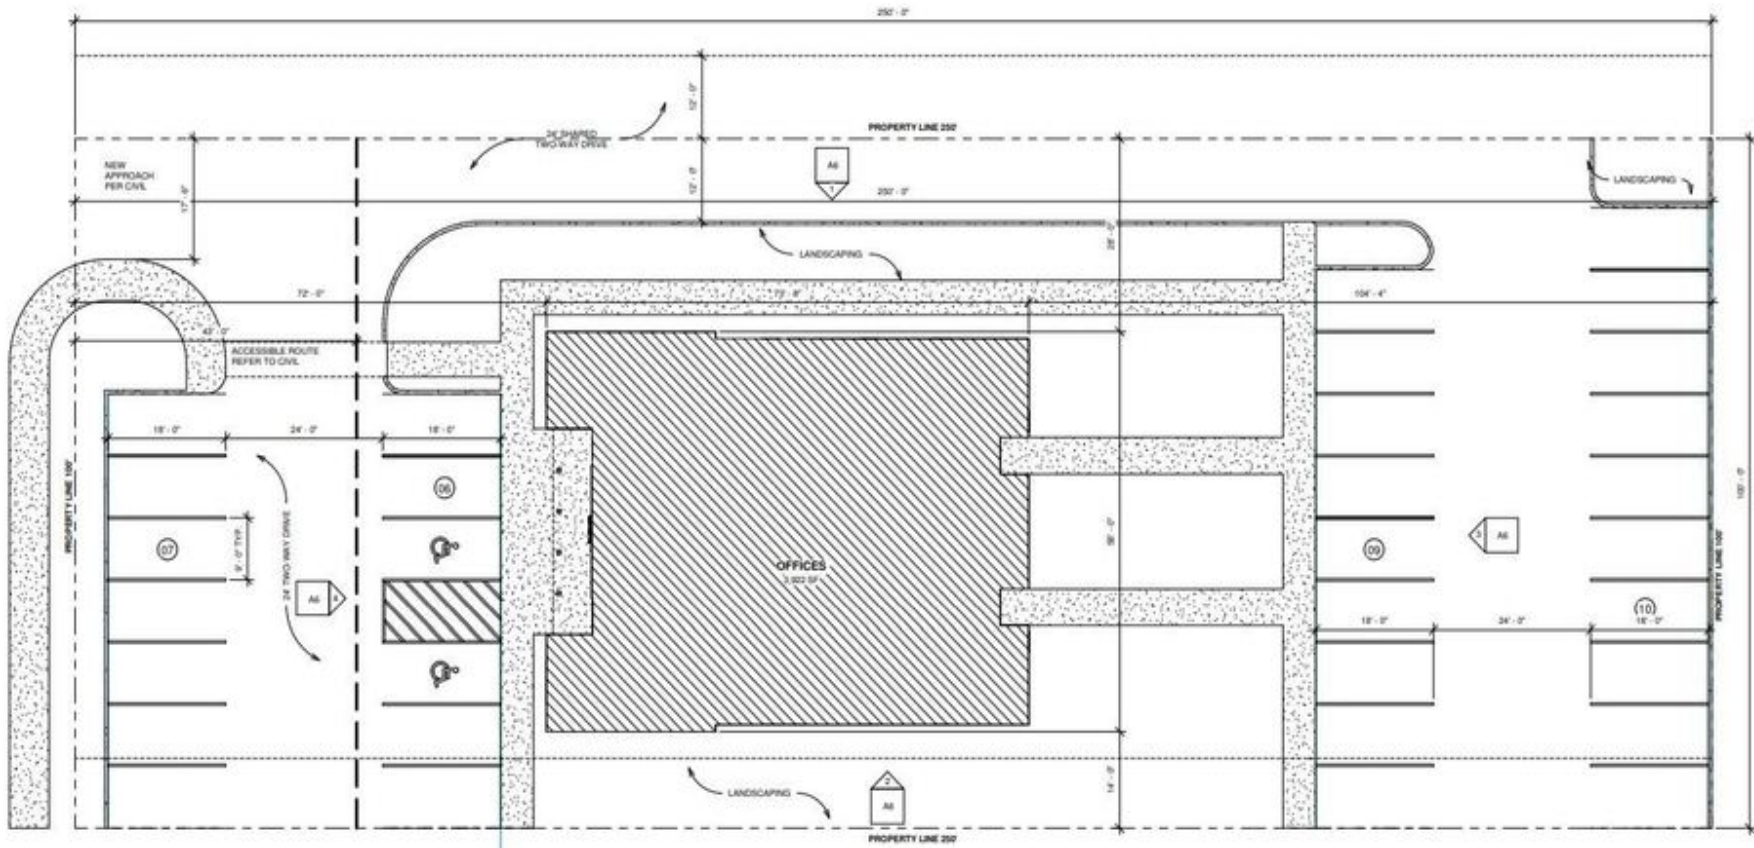 250' - 0"
12' - 0"
24' SHARED
TWO-WAY DRIVE
PROPERTY LINE 250'
NEW
APPROACH
PER CIVIL
17' - 6"
12' - 0"
A6
1
LANDSCAPING
250' - 0"
28' - 0"
LANDSCAPING
72' - 0"
104' - 4"
43' - 0"
ACCESSIBLE ROUTE
REFER TO CIVIL
18' - 0"
24' - 0"
18' - 0"
PROPERTY LINE 100'
06
07
9' - 0" TYP.
24' TWO WAY DRIVE
A6
4
OFFICES
58' - 0"
09
3
A6
10
18' - 0"
24' - 0"
18' - 0"
PROPERTY LINE 100'
100' - 0"
LANDSCAPING
2
A6
14' - 0"
PROPERTY LINE 250'